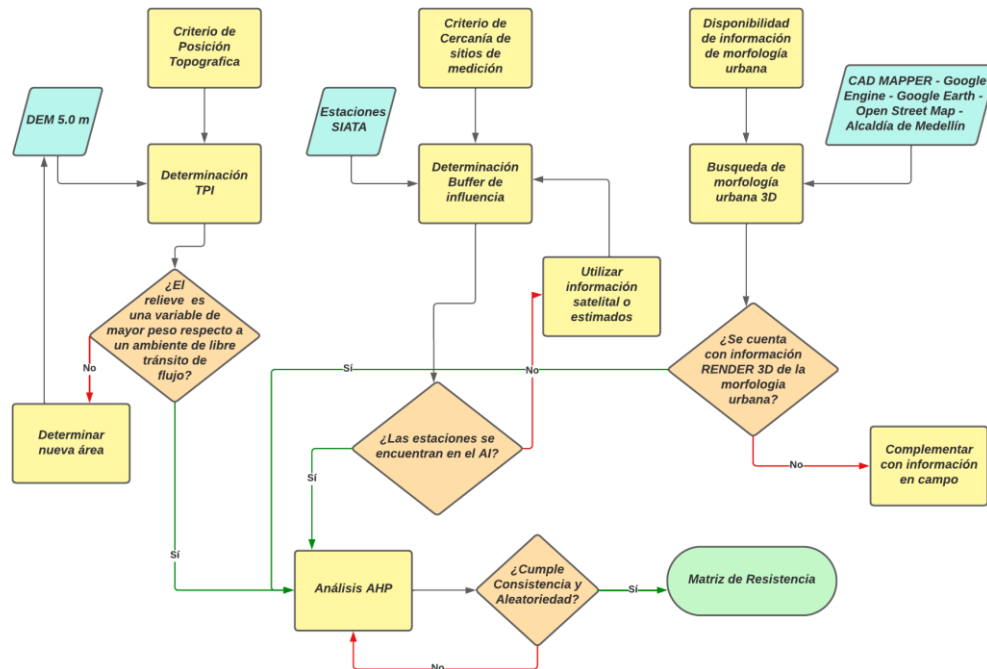 Criterio de
Posición
Topografica
Criterio de
Cercanía de
sitios de
medición
Disponibilidad
de información
de morfología
urbana
DEM 5.0 m
Estaciones
SIATA
CAD MAPPER - Google
Engine - Google Earth -
Open Street Map -
Alcaldía de Medellín
Determinación
TPI
Determinación
Buffer de
influencia
Busqueda de
morfología
urbana 3D
Utilizar
información
satelital o
estimados
¿El
relieve es
una variable de
mayor peso respecto a
un ambiente de libre
tránsito de
flujo?
No
Sí
No
¿Se cuenta
con información
RENDER 3D de la
morfologia
urbana?
Determinar
nueva área
¿Las estaciones se
encuentran en el AI?
Sí
No
Complementar
con información
en campo
Sí
Análisis AHP
¿Cumple
Consistencia y
Aleatoriedad?
Sí
Matriz de Resistencia
No